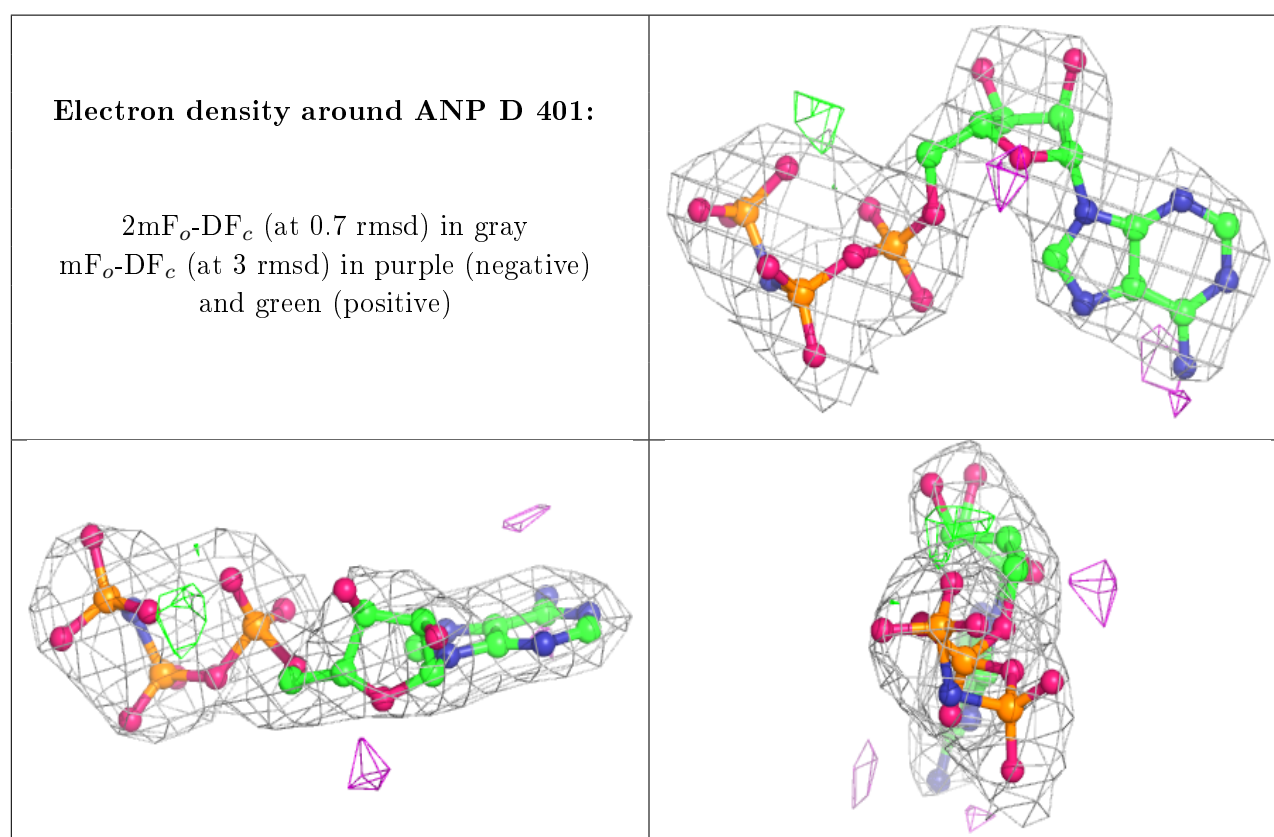 Electron density around ANP D 401:
2mFₒ-DF𝒸 (at 0.7 rmsd) in gray
mFₒ-DF𝒸 (at 3 rmsd) in purple (negative)
and green (positive)